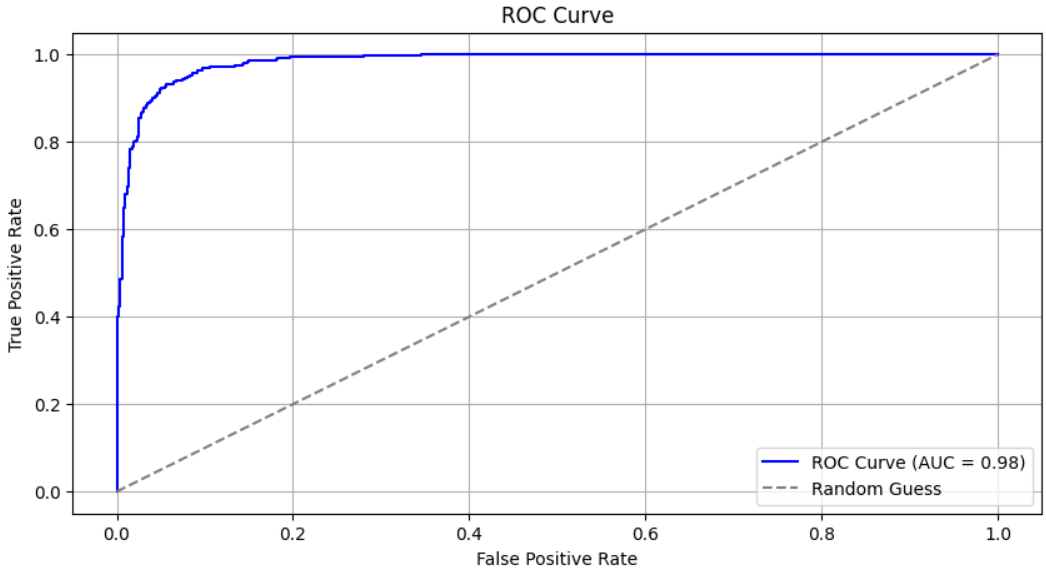 ROC Curve
True Positive Rate
1.0
0.8
0.6
0.4
0.2
0.0
0.0 0.2 0.4 0.6 0.8 1.0
False Positive Rate
ROC Curve (AUC = 0.98)
Random Guess